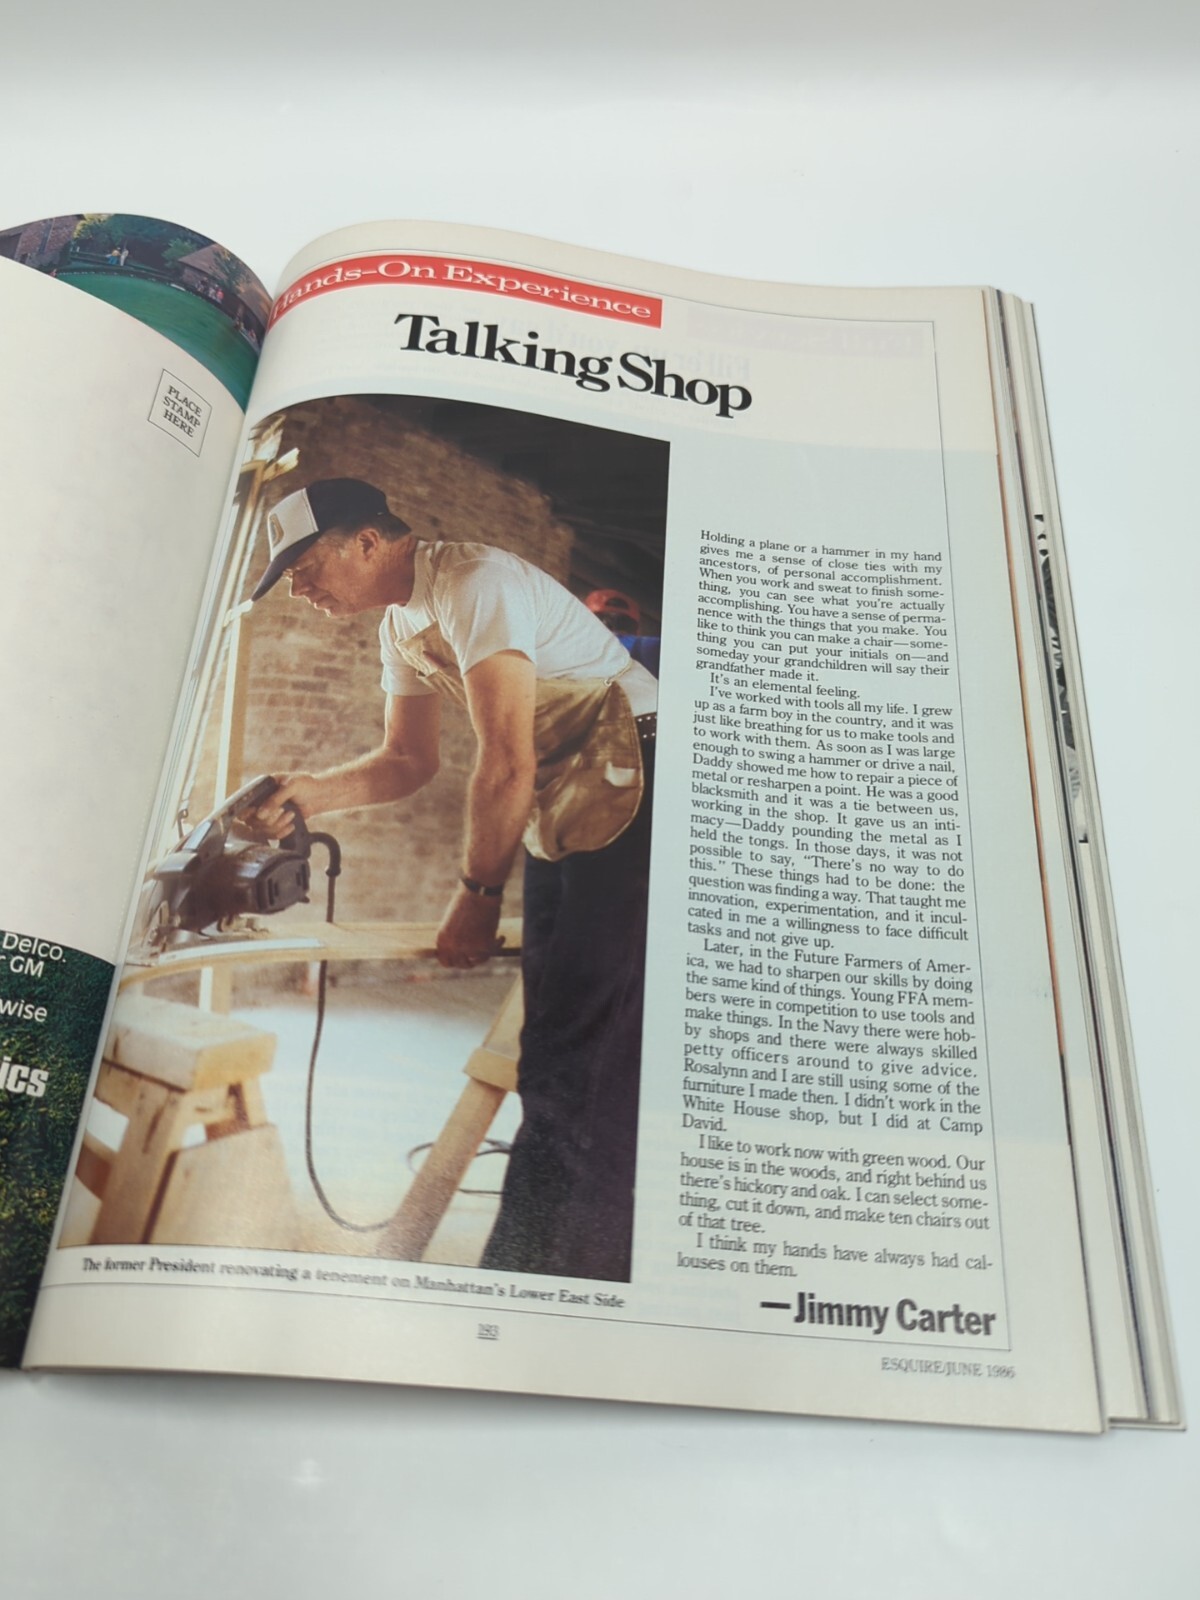 PLACE
STAMP
HERE
Delco.
GM
wise
ics
Hands-On Experience
Talking Shop
Holding a plane or a hammer in my hand
gives me a sense of close ties with my
ancestors, of personal accomplishment.
When you work and sweat to finish some-
thing, you can see what you're actually
accomplishing. You have a sense of perma-
nence with the things that you make. You
like to think you can make a chair—some-
thing you can put your initials on—and
someday your grandchildren will say their
grandfather made it.
It's an elemental feeling.
I've worked with tools all my life. I grew
up as a farm boy in the country, and it was
just like breathing for us to make tools and
to work with them. As soon as I was large
enough to swing a hammer or drive a nail,
Daddy showed me how to repair a piece of
metal or resharpen a point. He was a good
blacksmith and it was a tie between us,
working in the shop. It gave us an inti-
macy—Daddy pounding the metal as I
held the tongs. In those days, it was not
possible to say, "There's no way to do
this." These things had to be done: the
question was finding a way. That taught me
innovation, experimentation, and it incul-
cated in me a willingness to face difficult
tasks and not give up.
Later, in the Future Farmers of Amer-
ica, we had to sharpen our skills by doing
the same kind of things. Young FFA mem-
bers were in competition to use tools and
make things. In the Navy there were hob-
by shops and there were always skilled
petty officers around to give advice.
Rosalynn and I are still using some of the
furniture I made then. I didn't work in the
White House shop, but I did at Camp
David.
I like to work now with green wood. Our
house is in the woods, and right behind us
there's hickory and oak. I can select some-
thing, cut it down, and make ten chairs out
of that tree.
I think my hands have always had cal-
louses on them.
—Jimmy Carter
The former President renovating a tenement on Manhattan's Lower East Side
193
ESQUIRE/JUNE 1986